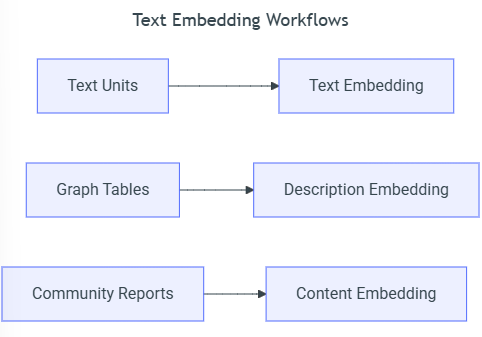 Text Embedding Workflows
Text Units
Text Embedding
Graph Tables
Description Embedding
Community Reports
Content Embedding